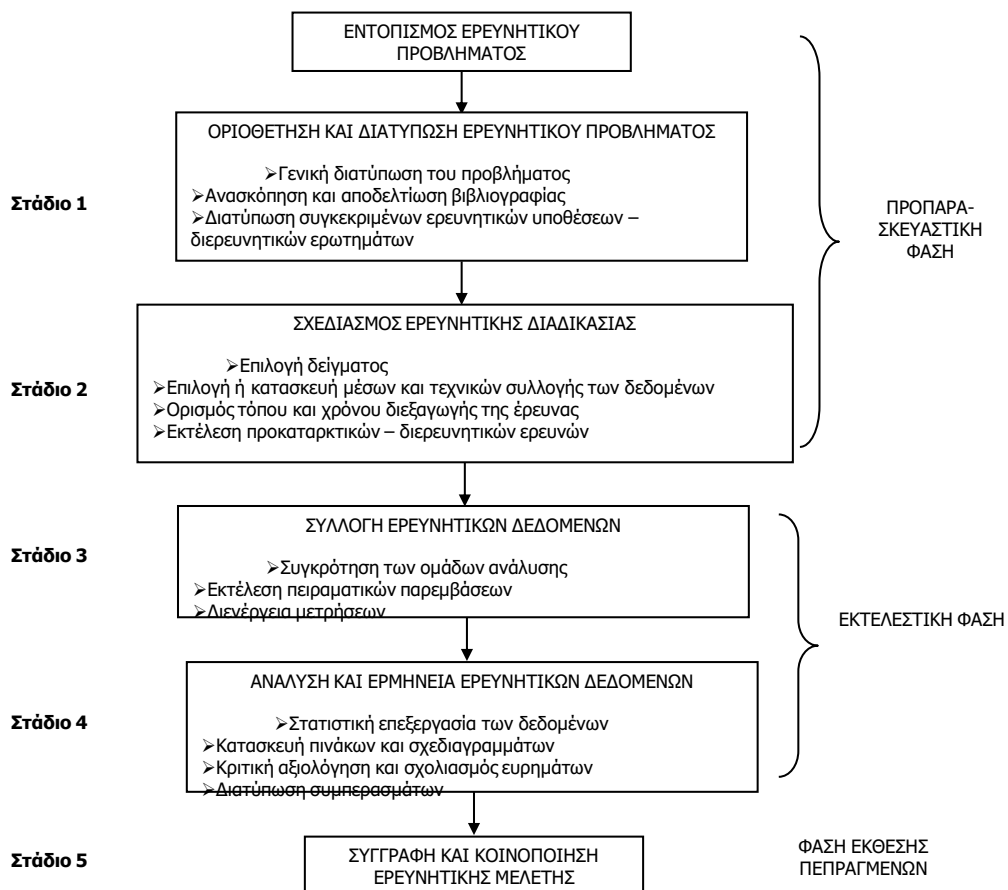 ΕΝΤΟΠΙΣΜΟΣ ΕΡΕΥΝΗΤΙΚΟΥ
ΠΡΟΒΛΗΜΑΤΟΣ
ΟΡΙΟΘΕΤΗΣΗ ΚΑΙ ΔΙΑΤΥΠΩΣΗ ΕΡΕΥΝΗΤΙΚΟΥ ΠΡΟΒΛΗΜΑΤΟΣ
➢Γενική διατύπωση του προβλήματος
➢Ανασκόπηση και αποδελτίωση βιβλιογραφίας
➢Διατύπωση συγκεκριμένων ερευνητικών υποθέσεων –
διερευνητικών ερωτημάτων
Στάδιο 1
ΠΡΟΠΑΡΑ-
ΣΚΕΥΑΣΤΙΚΗ
ΦΑΣΗ
ΣΧΕΔΙΑΣΜΟΣ ΕΡΕΥΝΗΤΙΚΗΣ ΔΙΑΔΙΚΑΣΙΑΣ
➢Επιλογή δείγματος
➢Επιλογή ή κατασκευή μέσων και τεχνικών συλλογής των δεδομένων
➢Ορισμός τόπου και χρόνου διεξαγωγής της έρευνας
➢Εκτέλεση προκαταρκτικών – διερευνητικών ερευνών
Στάδιο 2
ΣΥΛΛΟΓΗ ΕΡΕΥΝΗΤΙΚΩΝ ΔΕΔΟΜΕΝΩΝ
➢Συγκρότηση των ομάδων ανάλυσης
➢Εκτέλεση πειραματικών παρεμβάσεων
➢Διενέργεια μετρήσεων
Στάδιο 3
ΕΚΤΕΛΕΣΤΙΚΗ ΦΑΣΗ
ΑΝΑΛΥΣΗ ΚΑΙ ΕΡΜΗΝΕΙΑ ΕΡΕΥΝΗΤΙΚΩΝ ΔΕΔΟΜΕΝΩΝ
➢Στατιστική επεξεργασία των δεδομένων
➢Κατασκευή πινάκων και σχεδιαγραμμάτων
➢Κριτική αξιολόγηση και σχολιασμός ευρημάτων
➢Διατύπωση συμπερασμάτων
Στάδιο 4
Στάδιο 5
ΣΥΓΓΡΑΦΗ ΚΑΙ ΚΟΙΝΟΠΟΙΗΣΗ
ΕΡΕΥΝΗΤΙΚΗΣ ΜΕΛΕΤΗΣ
ΦΑΣΗ ΕΚΘΕΣΗΣ
ΠΕΠΡΑΓΜΕΝΩΝ